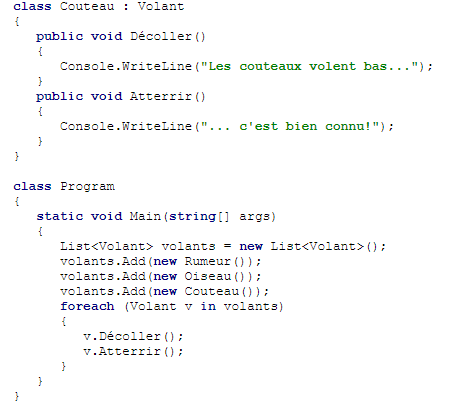 class Couteau : Volant
{
   public void Décoller()
   {
      Console.WriteLine("Les couteaux volent bas...");
   }
   public void Atterrir()
   {
      Console.WriteLine("... c'est bien connu!");
   }
}

class Program
{
   static void Main(string[] args)
   {
      List<Volant> volants = new List<Volant>();
      volants.Add(new Rumeur());
      volants.Add(new Oiseau());
      volants.Add(new Couteau());
      foreach (Volant v in volants)
      {
         v.Décoller();
         v.Atterrir();
      }
   }
}